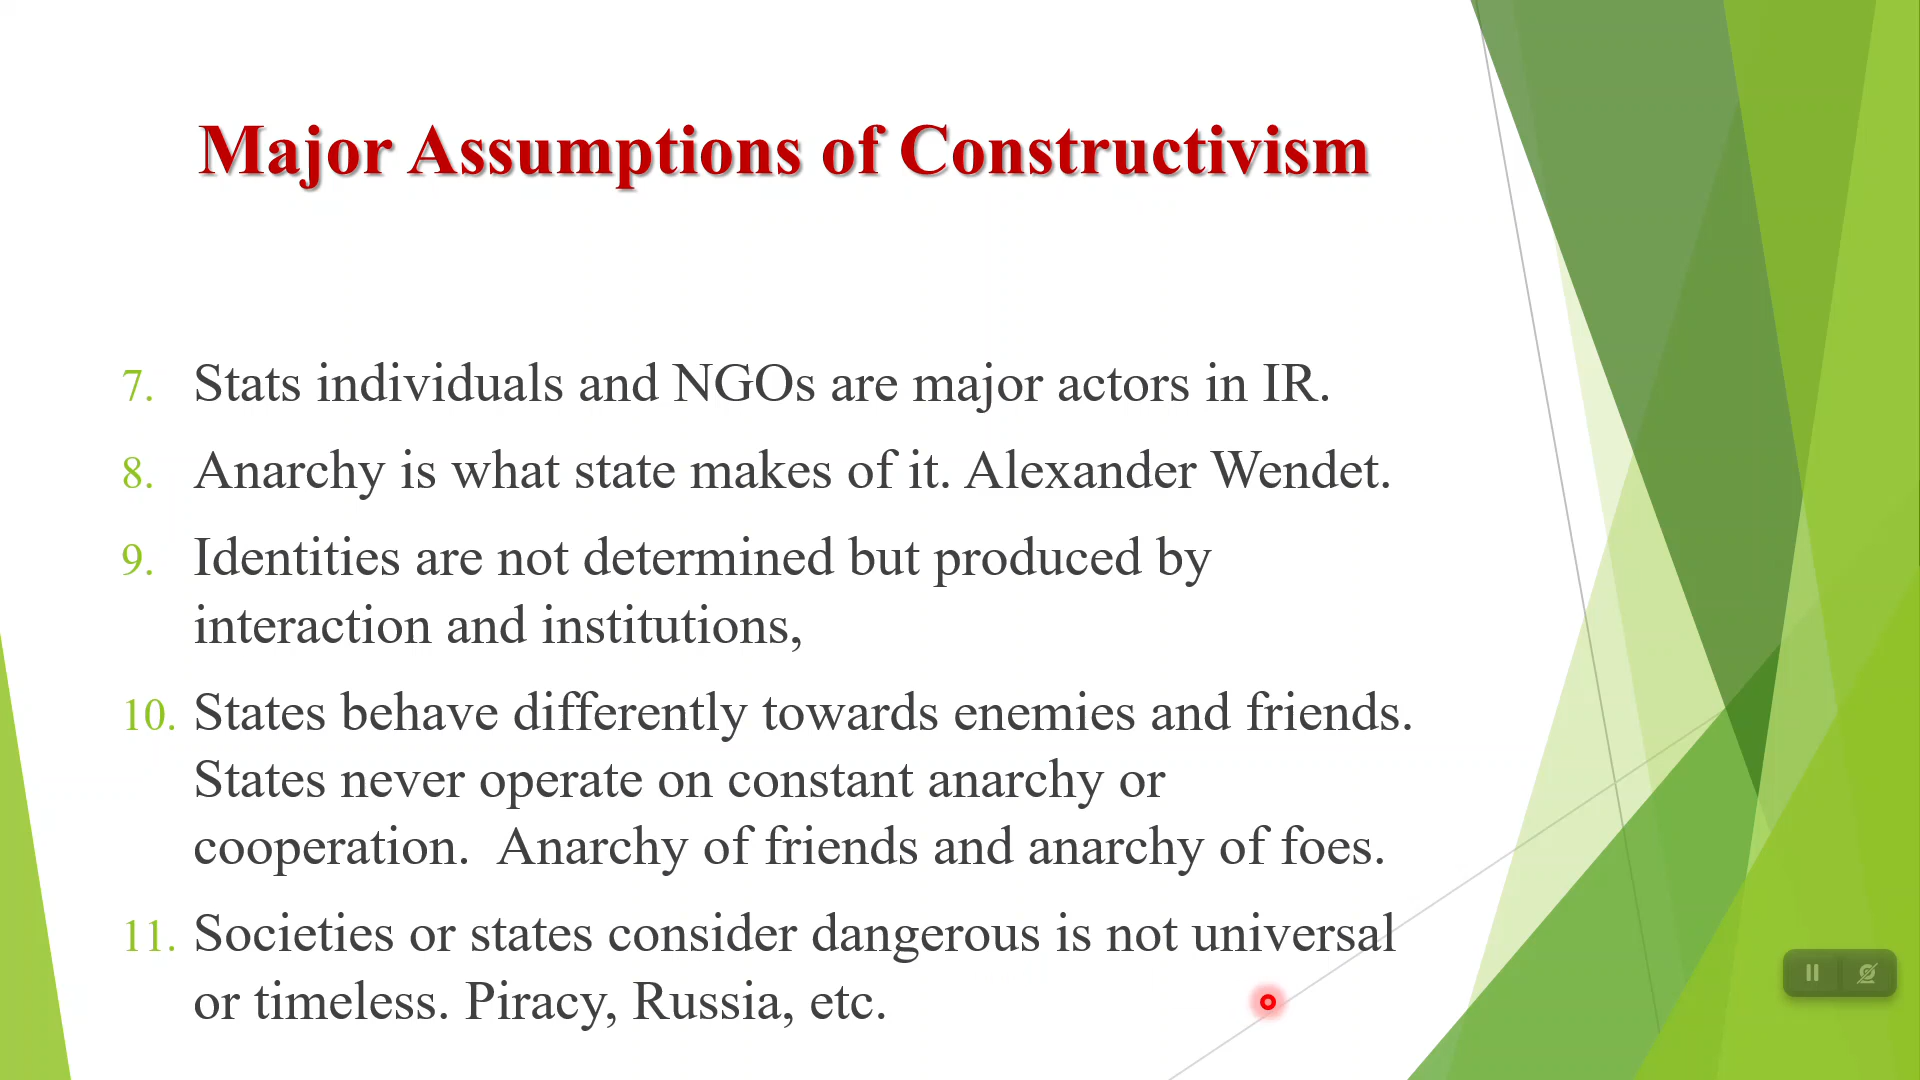 Major Assumptions of Constructivism
7. Stats individuals and NGOs are major actors in IR.
8. Anarchy is what state makes of it. Alexander Wendet.
9. Identities are not determined but produced by
interaction and institutions,
10. States behave differently towards enemies and friends.
States never operate on constant anarchy or
cooperation.  Anarchy of friends and anarchy of foes.
11. Societies or states consider dangerous is not universal
or timeless. Piracy, Russia, etc.